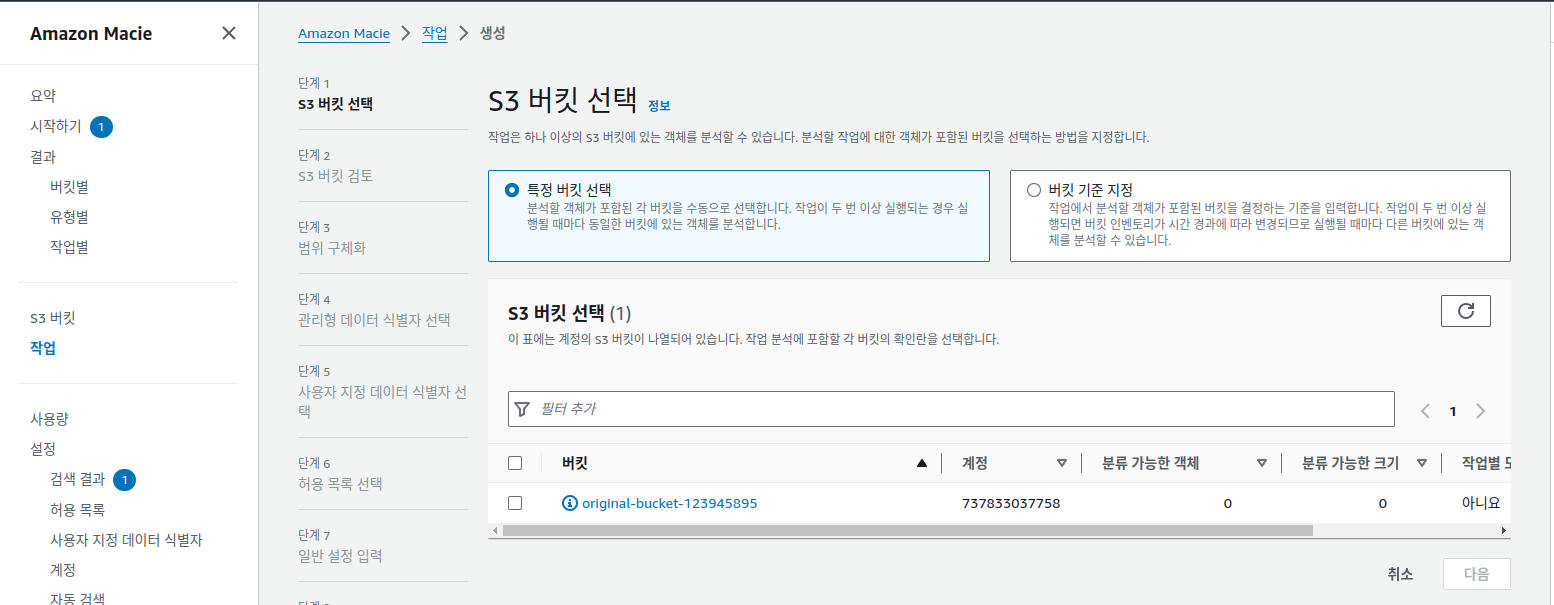 Amazon Macie
요약
시작하기 1
결과
버킷별
유형별
작업별
S3 버킷
작업
사용량
설정
검색 결과 1
허용 목록
사용자 지정 데이터 식별자
계정
자동 검색
Amazon Macie > 작업 > 생성
단계 1
S3 버킷 선택
단계 2
S3 버킷 검토
단계 3
범위 구체화
단계 4
관리형 데이터 식별자 선택
단계 5
사용자 지정 데이터 식별자 선
택
단계 6
허용 목록 선택
단계 7
일반 설정 입력
S3 버킷 선택 정보
작업은 하나 이상의 S3 버킷에 있는 객체를 분석할 수 있습니다. 분석할 작업에 대한 객체가 포함된 버킷을 선택하는 방법을 지정합니다.
특정 버킷 선택
분석할 객체가 포함된 각 버킷을 수동으로 선택합니다. 작업이 두 번 이상 실행되는 경우 실
행될 때마다 동일한 버킷에 있는 객체를 분석합니다.
버킷 기준 지정
작업에서 분석할 객체가 포함된 버킷을 결정하는 기준을 입력합니다. 작업이 두 번 이상 실
행되면 버킷 인벤토리가 시간 경과에 따라 변경되므로 실행될 때마다 다른 버킷에 있는 객
체를 분석할 수 있습니다.
S3 버킷 선택 (1)
이 표에는 계정의 S3 버킷이 나열되어 있습니다. 작업 분석에 포함할 각 버킷의 확인란을 선택합니다.
필터 추가
1
버킷 계정 분류 가능한 객체 분류 가능한 크기 작업별
original-bucket-123945895 737833037758 0 0 아니요
취소 다음